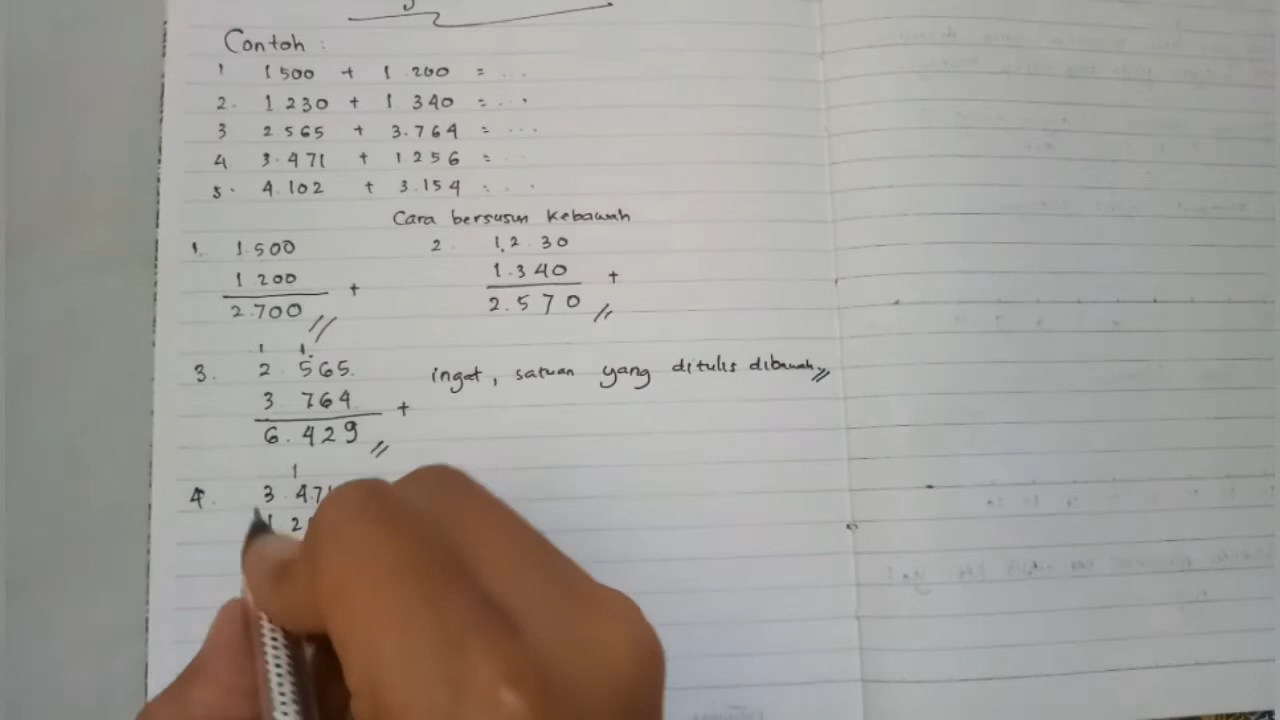 Contoh :
1 1 500 + 1 200 = ...
2. 1 230 + 1 340 = ...
3 2 565 + 3.764 = ...
4 3.471 + 1.256 = ...
5. 4.102 + 3.154 = ...
Cara bersusun kebawah
1. 1.500
1 200 +
2.700 //
2. 1.2 30
1.340 +
2.570 //
1 1.
3. 2 565.
3 764 +
6.429 //
inget, satuan yang ditulis dibawah //
1
4. 3.47
1.2